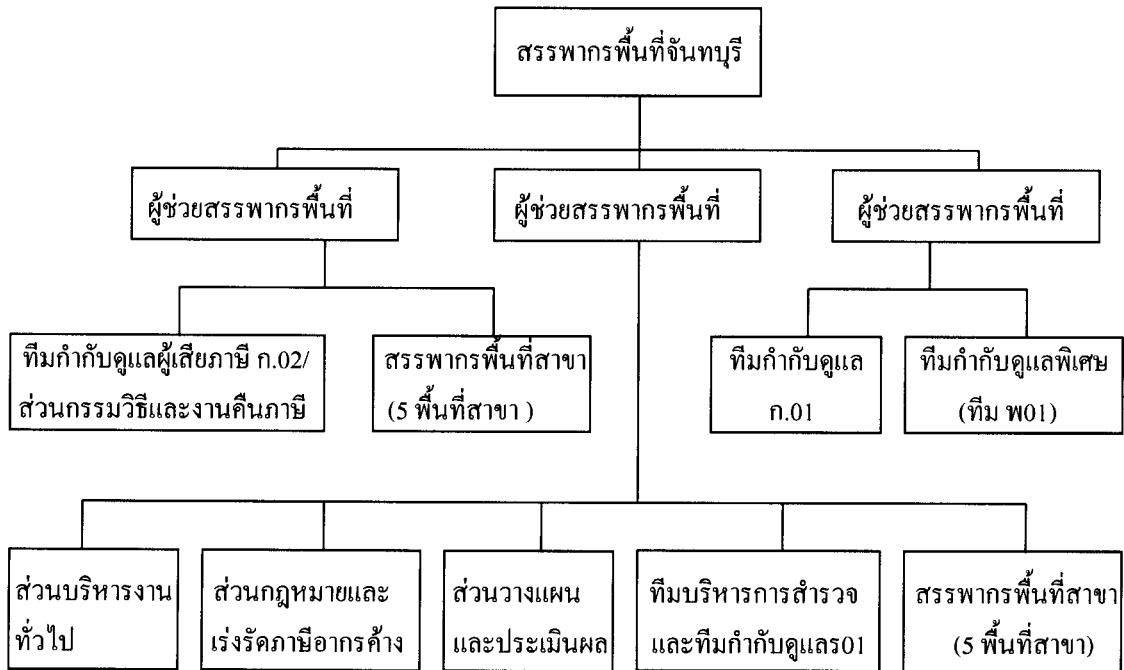 สรรพากรพื้นที่จันทบุรี
ผู้ช่วยสรรพากรพื้นที่
ผู้ช่วยสรรพากรพื้นที่
ผู้ช่วยสรรพากรพื้นที่
ทีมกำกับดูแลผู้เสียภาษี ก.02/
ส่วนกรรมวิธีและงานคืนภาษี
สรรพากรพื้นที่สาขา
(5 พื้นที่สาขา )
ทีมกำกับดูแล
ก.01
ทีมกำกับดูแลพิเศษ
(ทีม พ01)
ส่วนบริหารงาน
ทั่วไป
ส่วนกฎหมายและ
เร่งรัดภาษีอากรค้าง
ส่วนวางแผน
และประเมินผล
ทีมบริหารการสำรวจ
และทีมกำกับดูแลร01
สรรพากรพื้นที่สาขา
(5 พื้นที่สาขา)